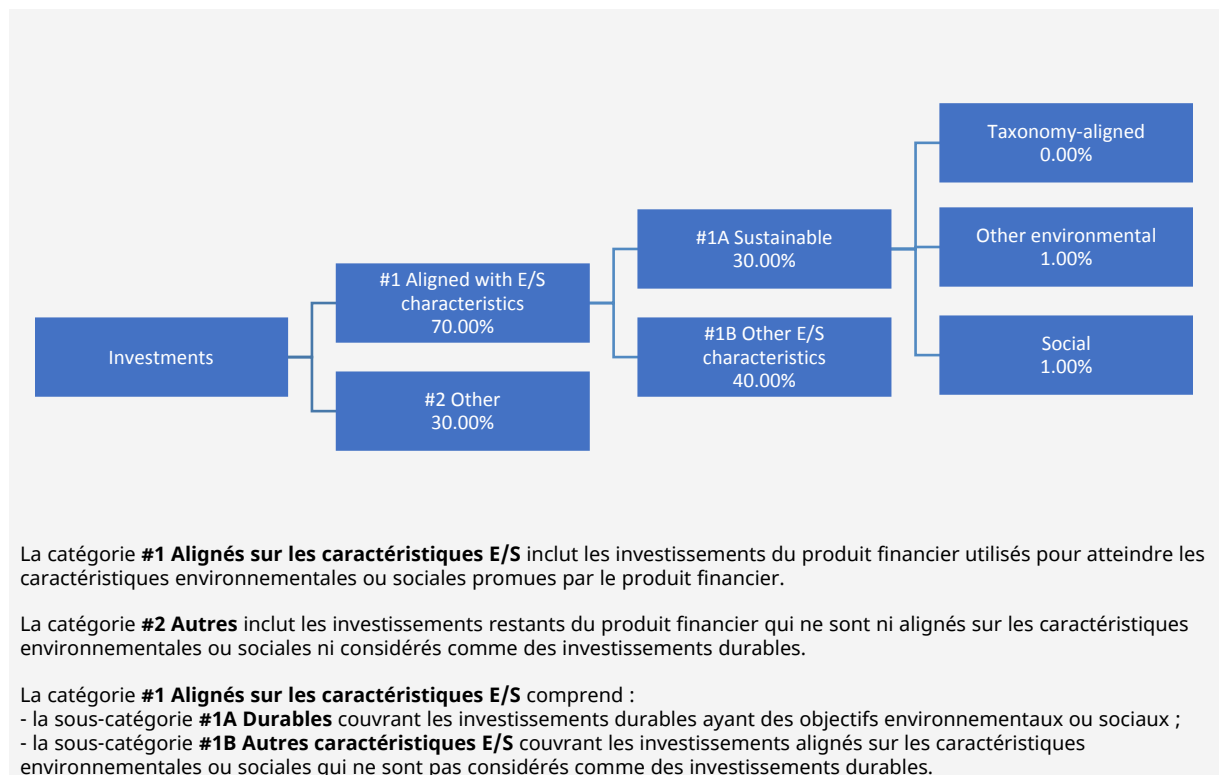 Taxonomy-aligned
0.00%
#1A Sustainable
30.00%
Other environmental
1.00%
#1 Aligned with E/S
characteristics
70.00%
Investments
#1B Other E/S
characteristics
40.00%
Social
1.00%
#2 Other
30.00%
La catégorie #1 Alignés sur les caractéristiques E/S inclut les investissements du produit financier utilisés pour atteindre les
caractéristiques environnementales ou sociales promues par le produit financier.
La catégorie #2 Autres inclut les investissements restants du produit financier qui ne sont ni alignés sur les caractéristiques
environnementales ou sociales ni considérés comme des investissements durables.
La catégorie #1 Alignés sur les caractéristiques E/S comprend :
- la sous-catégorie #1A Durables couvrant les investissements durables ayant des objectifs environnementaux ou sociaux ;
- la sous-catégorie #1B Autres caractéristiques E/S couvrant les investissements alignés sur les caractéristiques
environnementales ou sociales qui ne sont pas considérés comme des investissements durables.